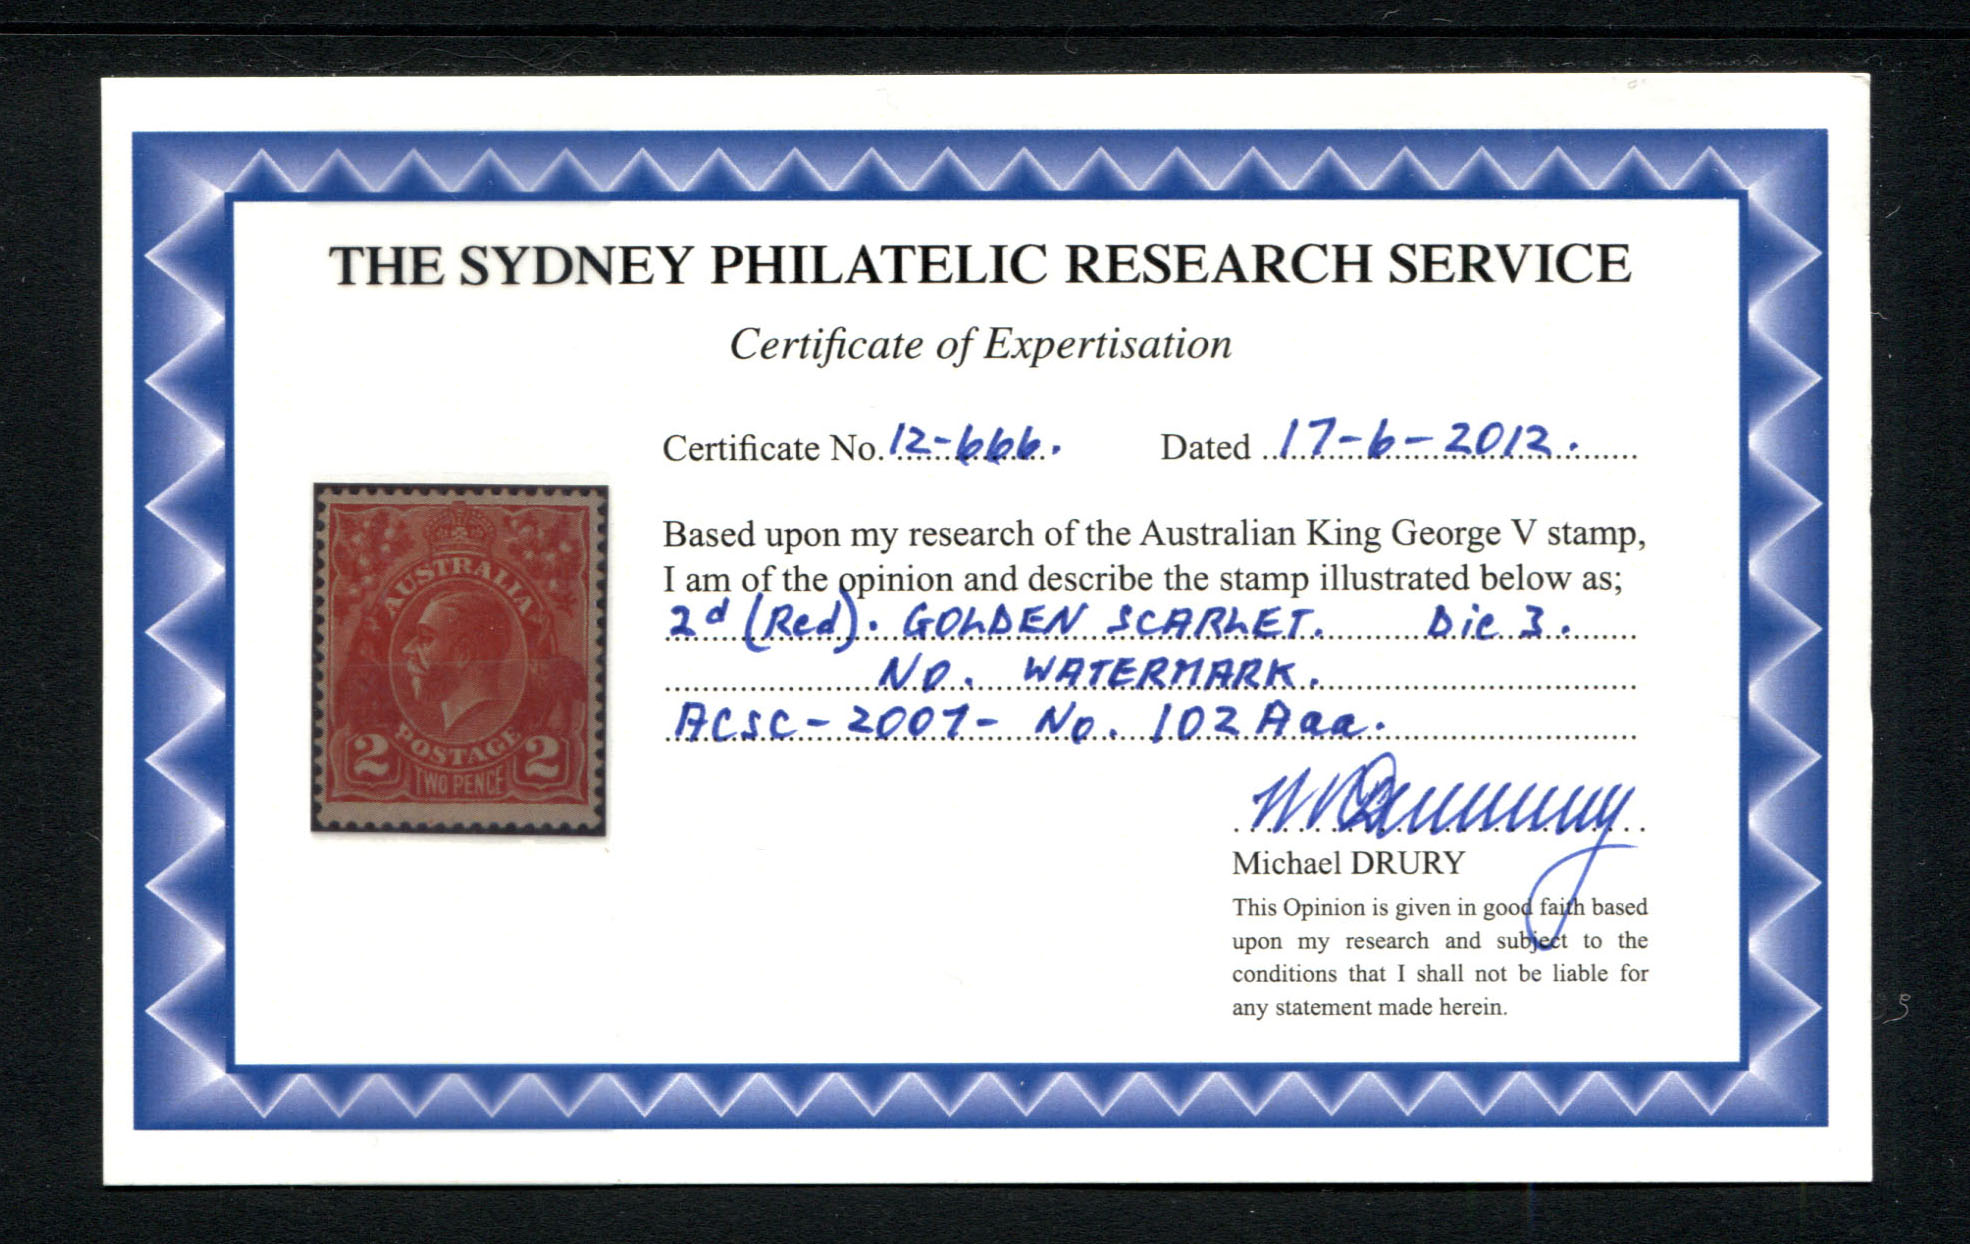 THE SYDNEY PHILATELIC RESEARCH SERVICE
Certificate of Expertisation
Certificate No. 12-666. Dated 17-6-2012.
Based upon my research of the Australian King George V stamp,
I am of the opinion and describe the stamp illustrated below as;
2d (Red). GOLDEN SCARLET. Die 3.
NO. WATERMARK.
ACSC-2007- No. 102 Aaa.
AUSTRALIA
POSTAGE
2 TWO PENCE 2
Michael DRURY
This Opinion is given in good faith based
upon my research and subject to the
conditions that I shall not be liable for
any statement made herein.